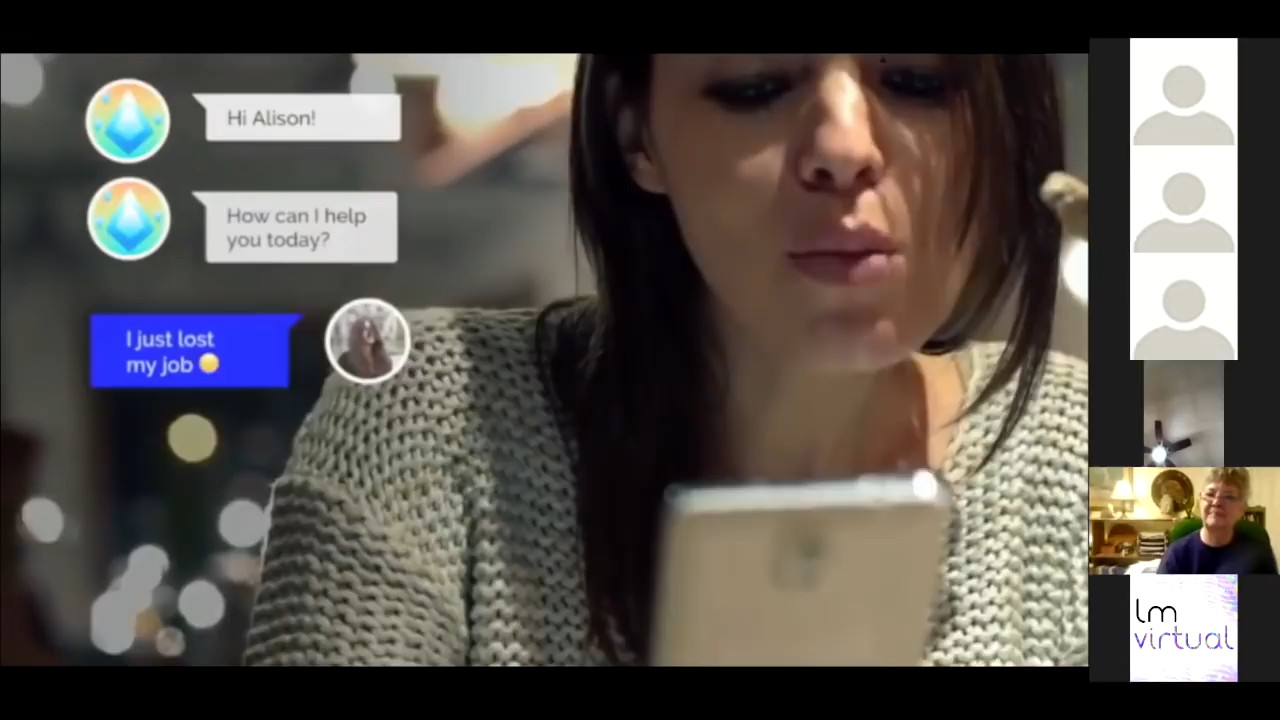 Hi Alison!
How can I help
you today?
I just lost
my job
lm
virtual